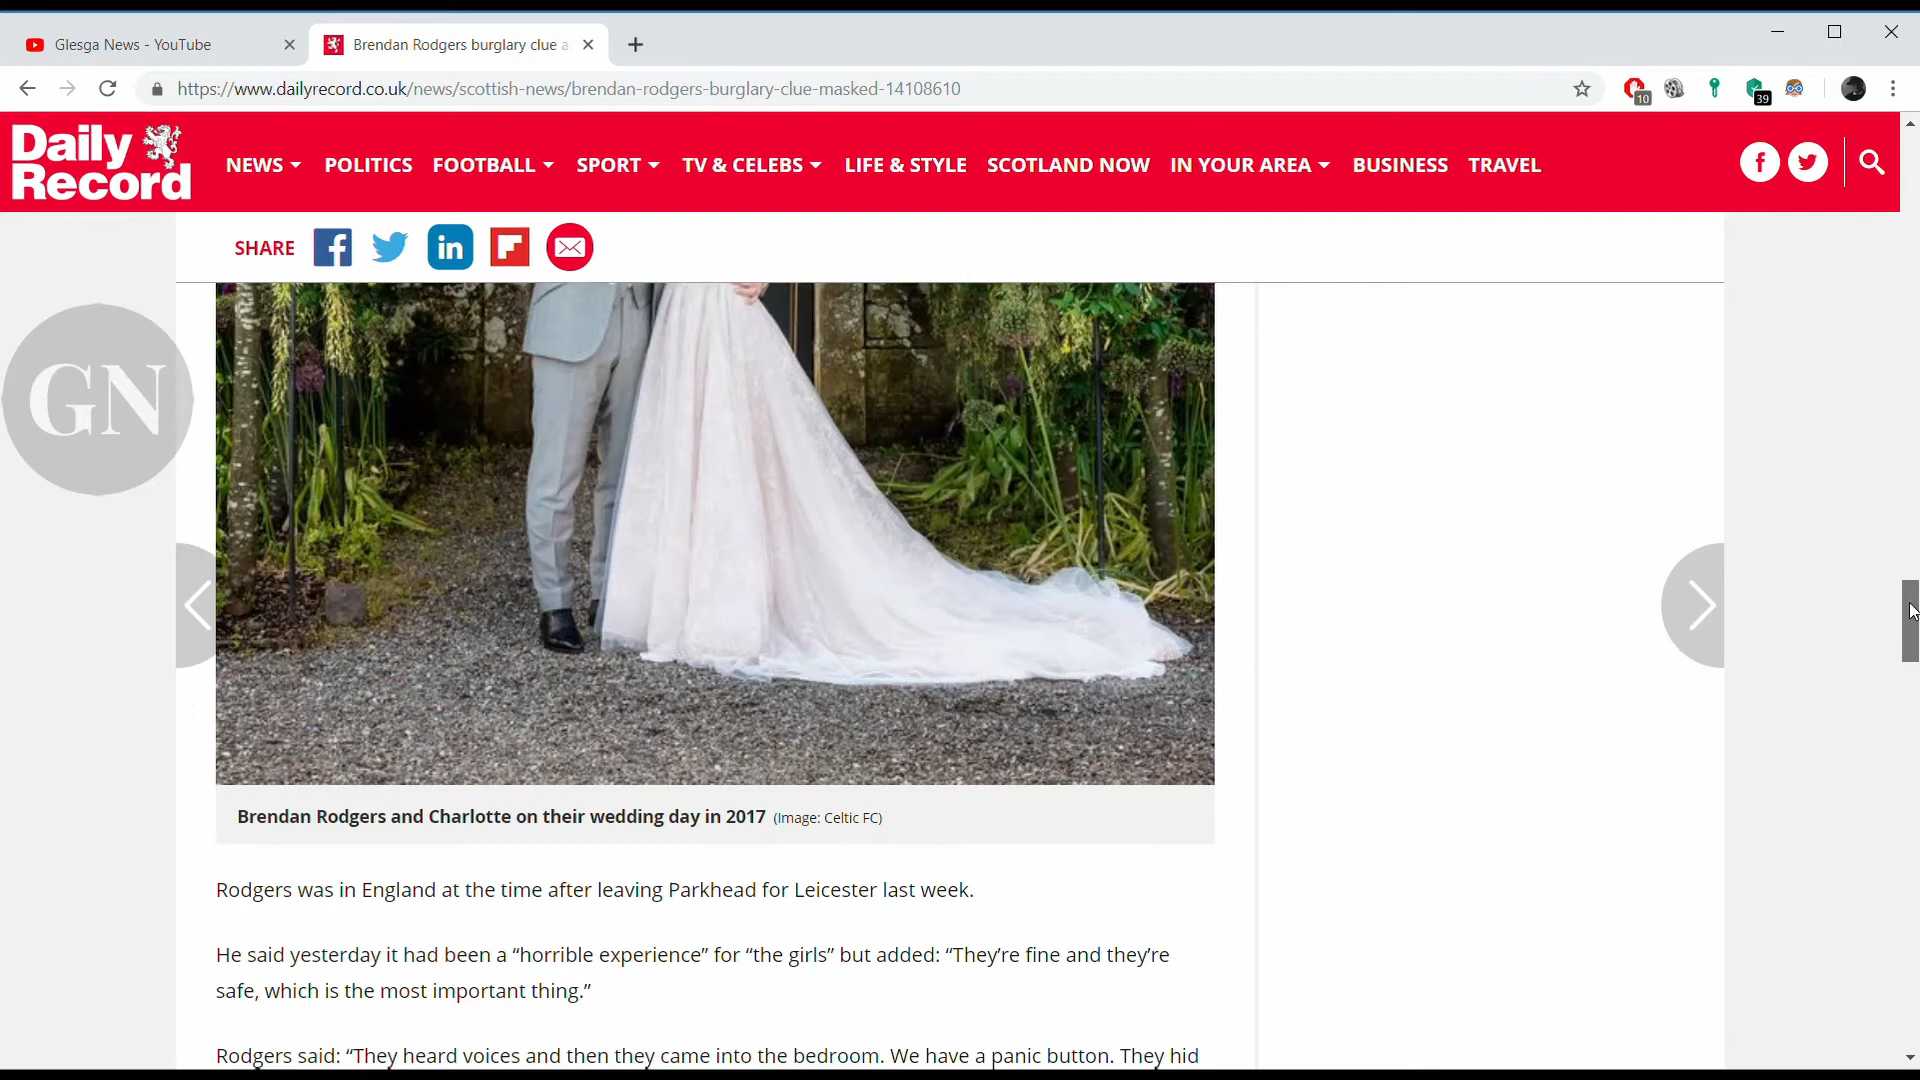 Glesga News - YouTube
Brendan Rodgers burglary clue a
https://www.dailyrecord.co.uk/news/scottish-news/brendan-rodgers-burglary-clue-masked-14108610
10
39
Daily
Record
NEWS POLITICS FOOTBALL SPORT TV & CELEBS LIFE & STYLE SCOTLAND NOW IN YOUR AREA BUSINESS TRAVEL
SHARE
GN
Brendan Rodgers and Charlotte on their wedding day in 2017 (Image: Celtic FC)
Rodgers was in England at the time after leaving Parkhead for Leicester last week.
He said yesterday it had been a “horrible experience” for “the girls” but added: “They’re fine and they’re
safe, which is the most important thing.”
Rodgers said: “They heard voices and then they came into the bedroom. We have a panic button. They hid